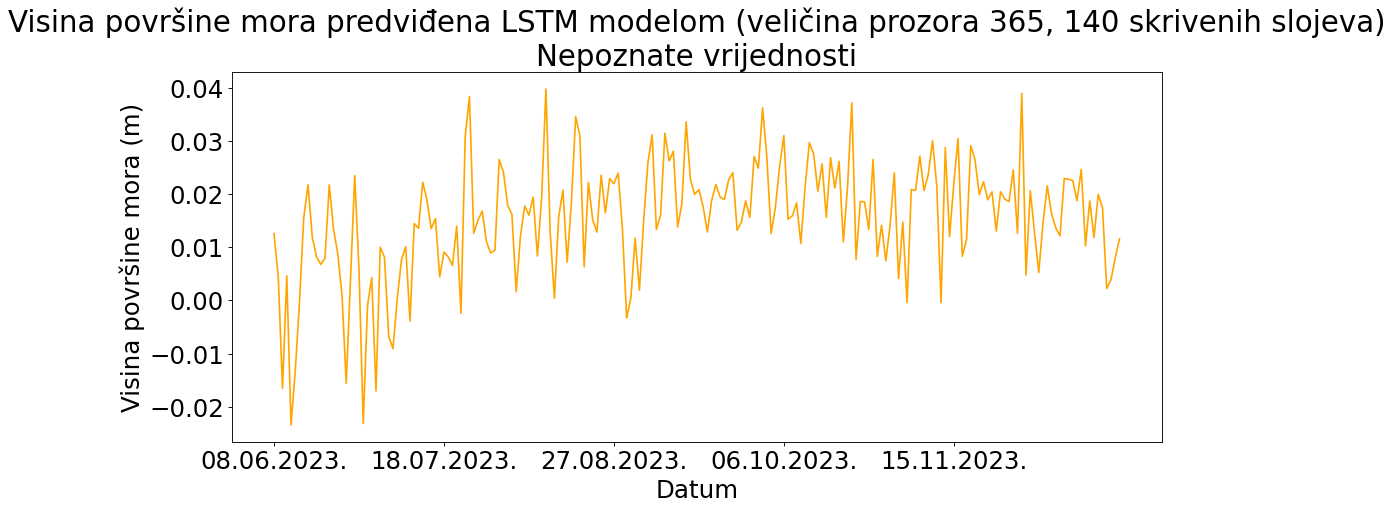 Visina površine mora predviđena LSTM modelom (veličina prozora 365, 140 skrivenih slojeva)
Nepoznate vrijednosti
Visina površine mora (m)
0.04
0.03
0.02
0.01
0.00
−0.01
−0.02
08.06.2023. 18.07.2023. 27.08.2023. 06.10.2023. 15.11.2023.
Datum